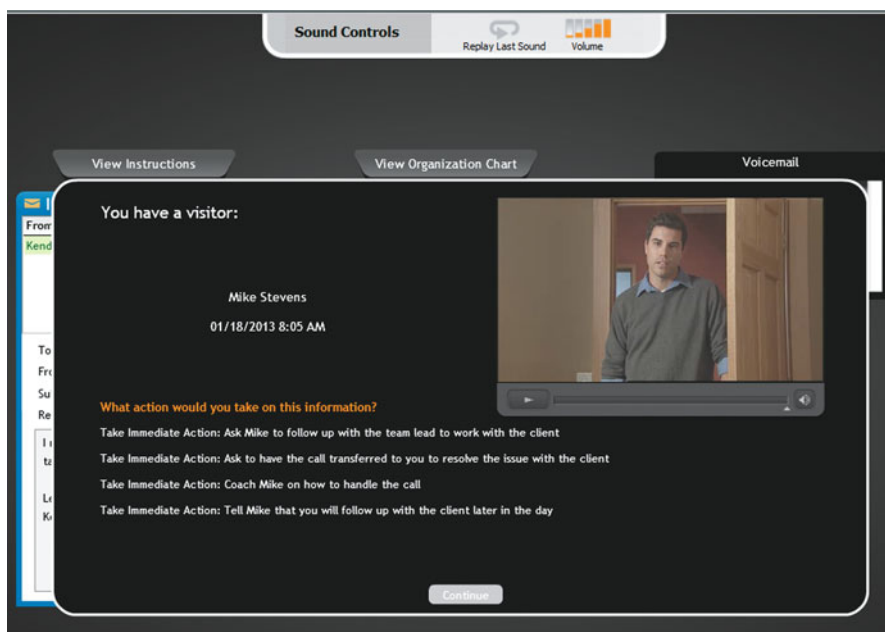 Sound Controls
Replay Last Sound
Volume
View Instructions
View Organization Chart
Voicemail
You have a visitor:
From
Kend
Mike Stevens
01/18/2013 8:05 AM
To
Su
Re
What action would you take on this information?
Take Immediate Action: Ask Mike to follow up with the team lead to work with the client
Take Immediate Action: Ask to have the call transferred to you to resolve the issue with the client
Take Immediate Action: Coach Mike on how to handle the call
Take Immediate Action: Tell Mike that you will follow up with the client later in the day
Continue